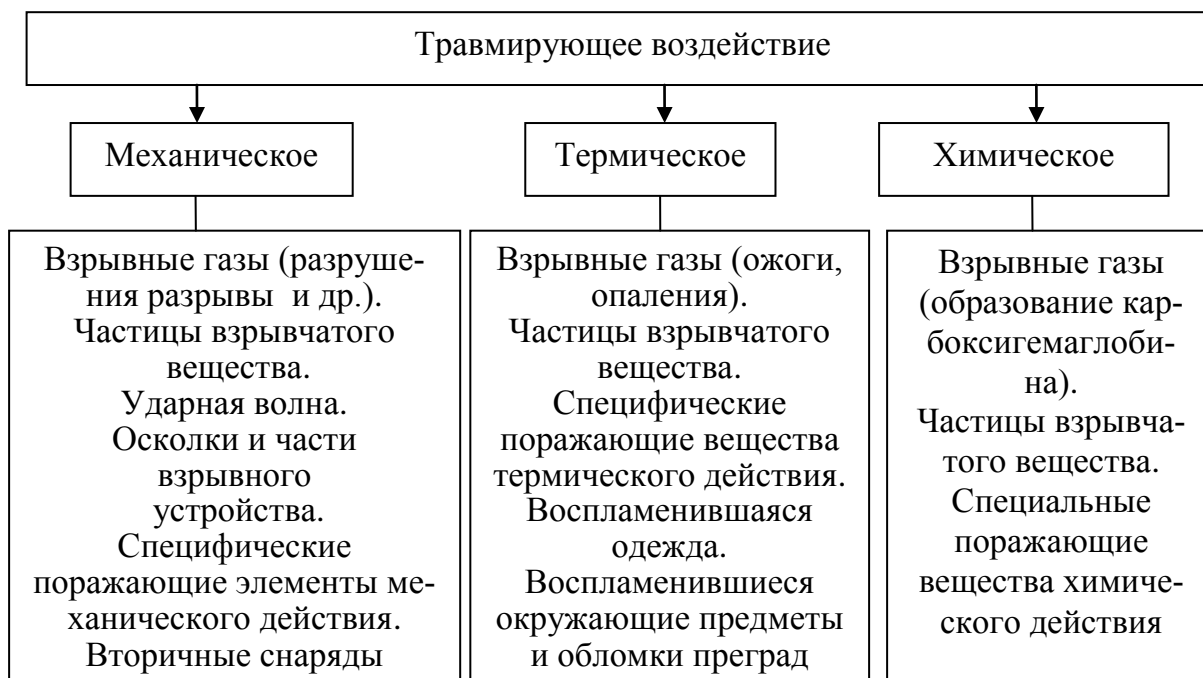 Травмирующее воздействие
Механическое
Термическое
Химическое
Взрывные газы (разруше-
ния разрывы и др.).
Частицы взрывчатого
вещества.
Ударная волна.
Осколки и части
взрывного
устройства.
Специфические
поражающие элементы ме-
ханического действия.
Вторичные снаряды
Взрывные газы (ожоги,
опаления).
Частицы взрывчатого
вещества.
Специфические
поражающие вещества
термического действия.
Воспламенившаяся
одежда.
Воспламенившиеся
окружающие предметы
и обломки преград
Взрывные газы
(образование кар-
боксигемаглоби-
на).
Частицы взрывча-
того вещества.
Специальные
поражающие
вещества химиче-
ского действия